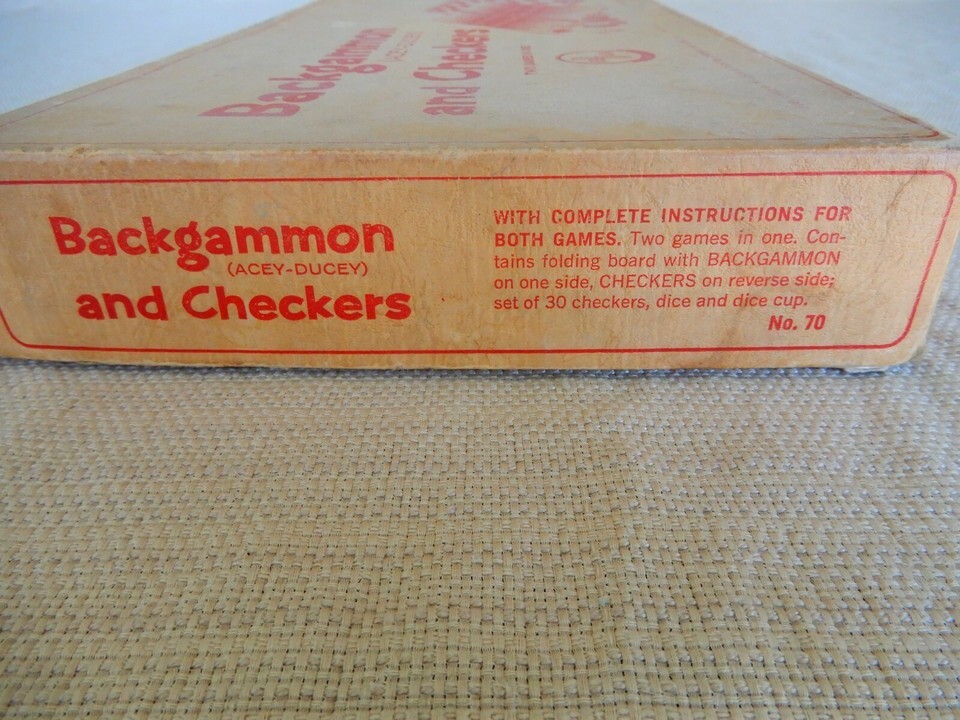 Backgammon
and Checkers
Backgammon
(ACEY-DUCEY)
and Checkers
WITH COMPLETE INSTRUCTIONS FOR
BOTH GAMES. Two games in one. Con-
tains folding board with BACKGAMMON
on one side, CHECKERS on reverse side;
set of 30 checkers, dice and dice cup.
No. 70